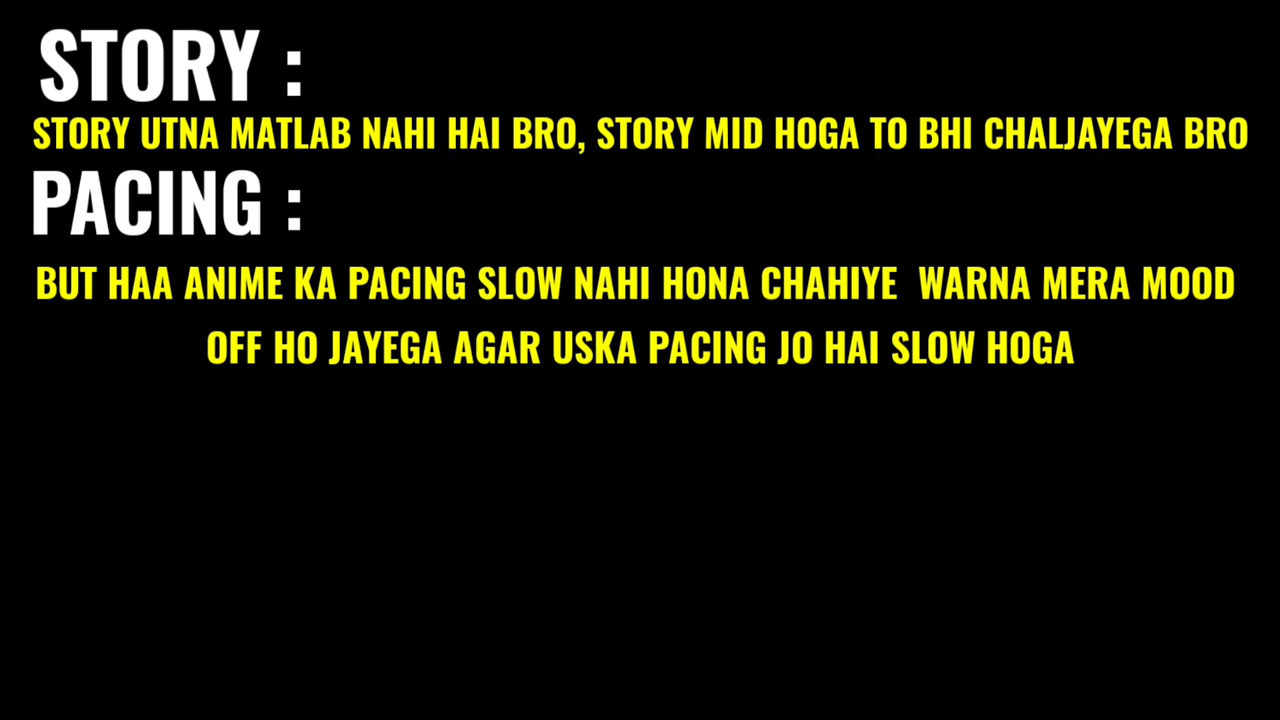 STORY :
STORY UTNA MATLAB NAHI HAI BRO, STORY MID HOGA TO BHI CHALJAYEGA BRO
PACING :
BUT HAA ANIME KA PACING SLOW NAHI HONA CHAHIYE  WARNA MERA MOOD
OFF HO JAYEGA AGAR USKA PACING JO HAI SLOW HOGA